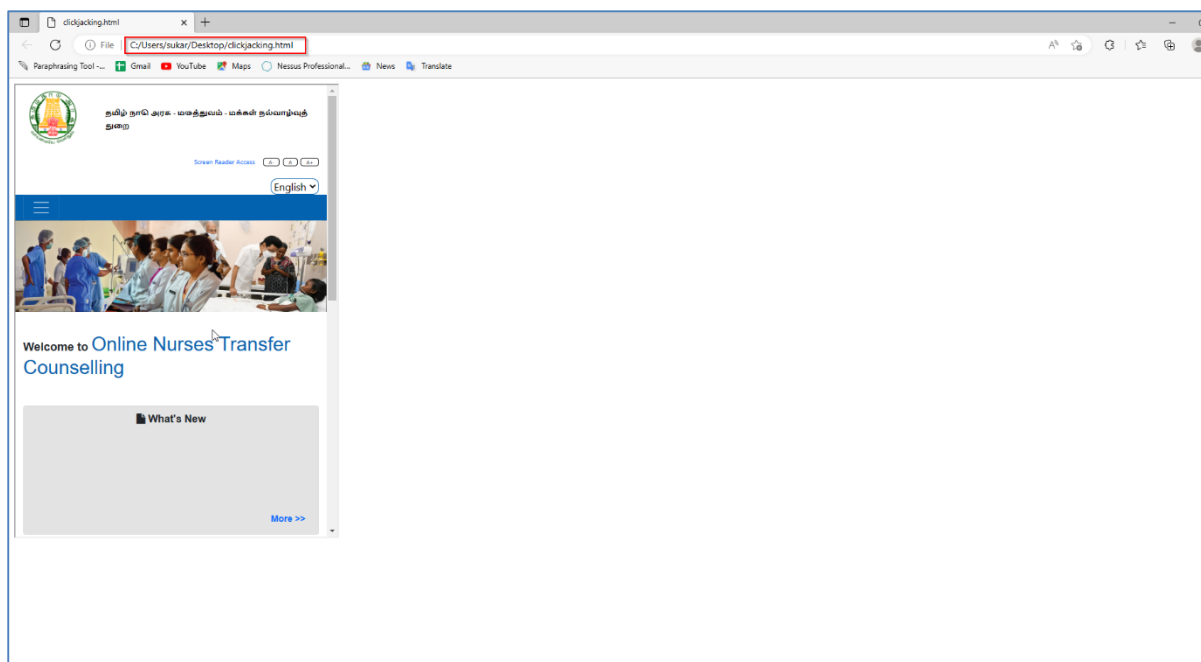 clickjacking.html
File C:/Users/sukar/Desktop/clickjacking.html
Paraphrasing Tool -... Gmail YouTube Maps Nessus Professional... News Translate
தமிழ் நாடு அரசு - மருத்துவம் - மக்கள் நல்வாழ்வுத்
துறை
Screen Reader Access A- A A+
English
Welcome to Online Nurses Transfer
Counselling
What's New
More >>